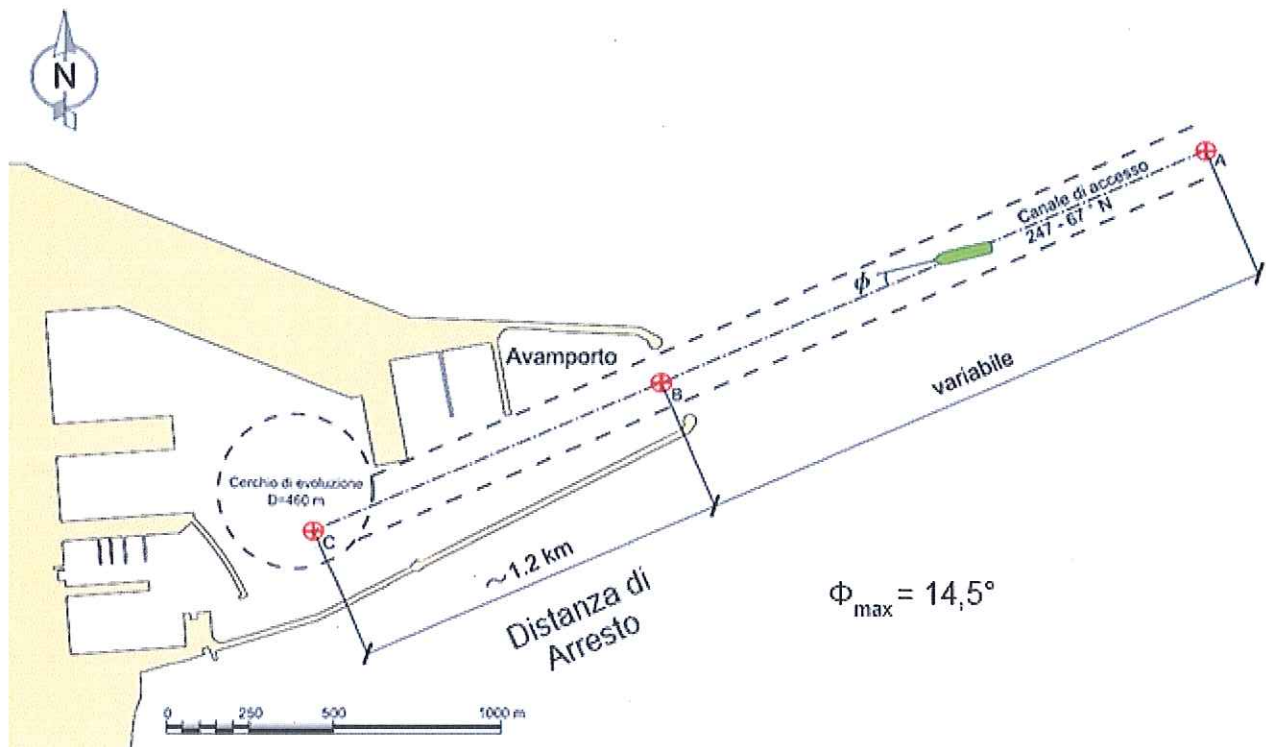 N
A
Canale di accesso
247 - 67 ° N
ϕ
Avamporto
B
variabile
Cerchio di evoluzione
D=460 m
C
~1.2 km
Distanza di
Arresto
Φmax = 14,5°
0 250 500 1000 m